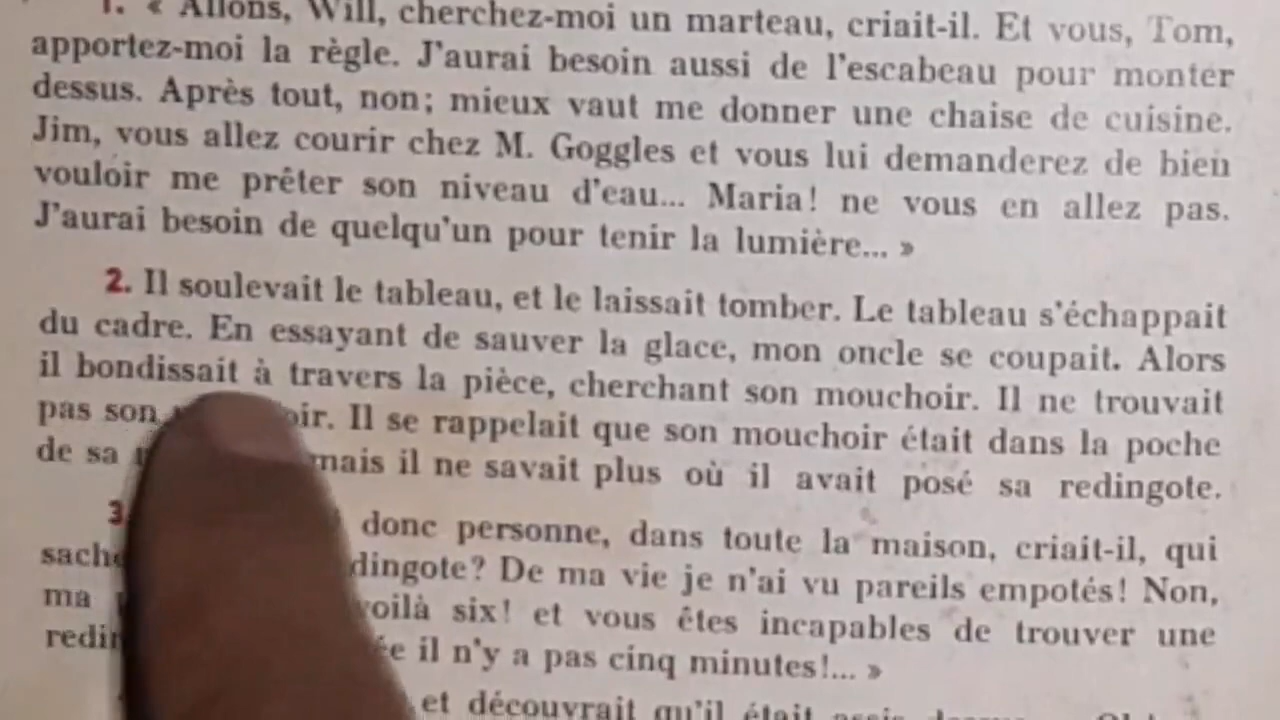 1. « Allons, Will, cherchez-moi un marteau, criait-il. Et vous, Tom,
apportez-moi la règle. J'aurai besoin aussi de l'escabeau pour monter
dessus. Après tout, non; mieux vaut me donner une chaise de cuisine.
Jim, vous allez courir chez M. Goggles et vous lui demanderez de bien
vouloir me prêter son niveau d'eau... Maria! ne vous en allez pas.
J'aurai besoin de quelqu'un pour tenir la lumière... »
2. Il soulevait le tableau, et le laissait tomber. Le tableau s'échappait
du cadre. En essayant de sauver la glace, mon oncle se coupait. Alors
il bondissait à travers la pièce, cherchant son mouchoir. Il ne trouvait
pas son Il se rappelait que son mouchoir était dans la poche
de sa mais il ne savait plus où il avait posé sa redingote.
3. donc personne, dans toute la maison, criait-il, qui
De ma vie je n'ai vu pareils empotés! Non,
ma voilà six! et vous êtes incapables de trouver une
il n'y a pas cinq minutes!... »
et découvrait qu'il était assis